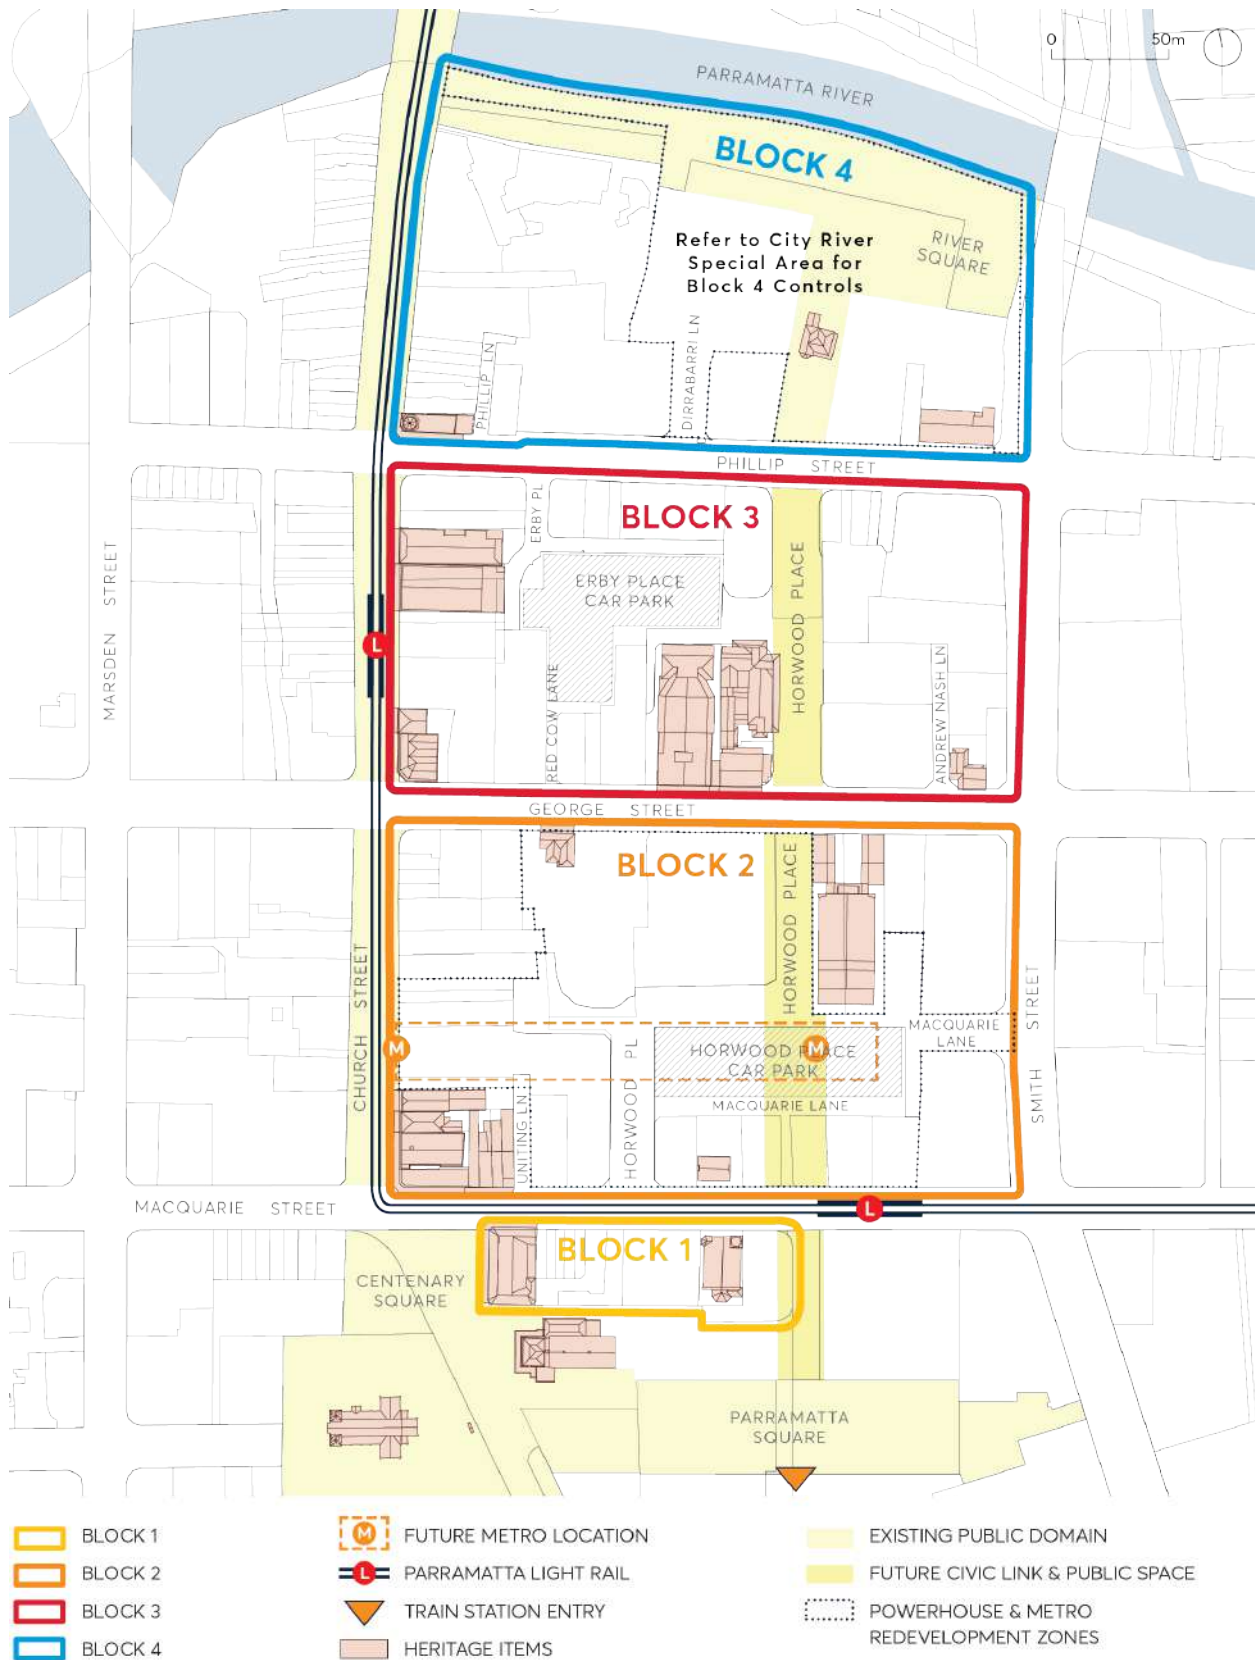 0 50m
PARRAMATTA RIVER
BLOCK 4
Refer to City River
Special Area for
Block 4 Controls
RIVER
SQUARE
PHILLIP LN
DIRRABARRI LN
PHILLIP STREET
MARSDEN STREET
ERBY PL
BLOCK 3
ERBY PLACE
CAR PARK
HORWOOD PLACE
L
RED COW LANE
ANDREW NASH LN
GEORGE STREET
BLOCK 2
HORWOOD PLACE
CHURCH STREET
SMITH STREET
MACQUARIE
LANE
M
HORWOOD PL
HORWOOD PLACE
CAR PARK
M
MACQUARIE LANE
UNITING LN
MACQUARIE STREET
L
BLOCK 1
CENTENARY
SQUARE
PARRAMATTA
SQUARE
BLOCK 1
BLOCK 2
BLOCK 3
BLOCK 4
M FUTURE METRO LOCATION
L PARRAMATTA LIGHT RAIL
TRAIN STATION ENTRY
HERITAGE ITEMS
EXISTING PUBLIC DOMAIN
FUTURE CIVIC LINK & PUBLIC SPACE
POWERHOUSE & METRO
REDEVELOPMENT ZONES